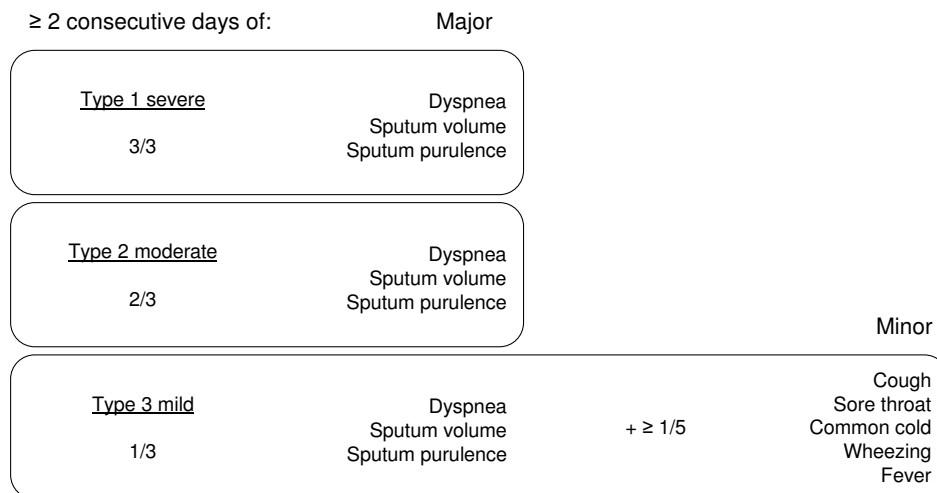 ≥ 2 consecutive days of:
Major
Type 1 severe
3/3
Dyspnea
Sputum volume
Sputum purulence
Type 2 moderate
2/3
Dyspnea
Sputum volume
Sputum purulence
Minor
Type 3 mild
1/3
Dyspnea
Sputum volume
Sputum purulence
+ ≥ 1/5
Cough
Sore throat
Common cold
Wheezing
Fever